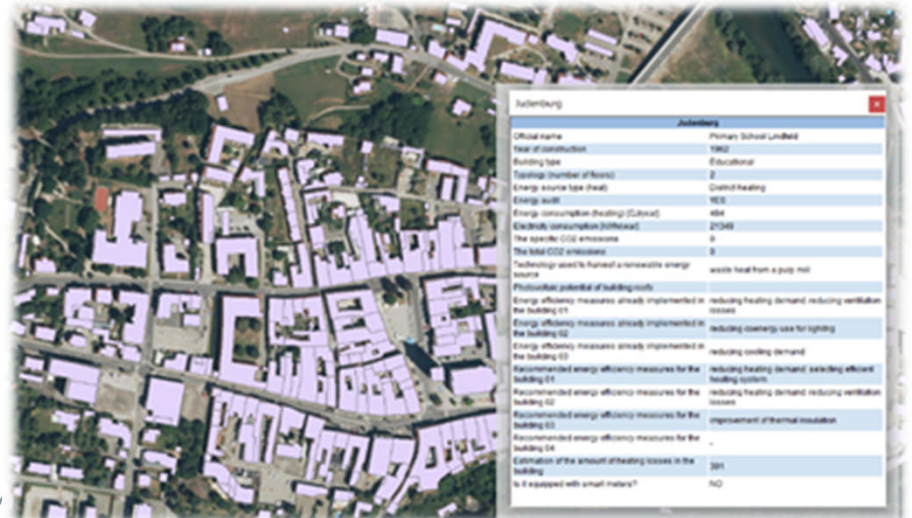 Judenburg
Judenburg
Official name Primary School Lindfeld
Year of construction 1962
Building type Educational
Typology (number of floors) 2
Energy source type (heat) District heating
Energy audit YES
Energy consumption (heating) [GJ/year] 484
Electricity consumption [kWh/year] 21349
The specific CO2 emissions 0
The total CO2 emissions 0
Technology used to harvest a renewable energy
source waste heat from a pulp mill
Photovoltaic potential of building roofs
Energy efficiency measures already implemented in
the building 01 reducing heating demand; reducing ventilation
losses
Energy efficiency measures already implemented in
the building 02 reducing energy use for lighting
Energy efficiency measures already implemented in
the building 03 reducing cooling demand
Recommended energy efficiency measures for the
building 01 reducing heating demand; selecting efficient
heating system
Recommended energy efficiency measures for the
building 02 reducing heating demand; reducing ventilation
losses
Recommended energy efficiency measures for the
building 03 improvement of thermal insulation
Recommended energy efficiency measures for the
building 04 -
Estimation of the amount of heating losses in the
building 391
Is it equipped with smart meters? NO